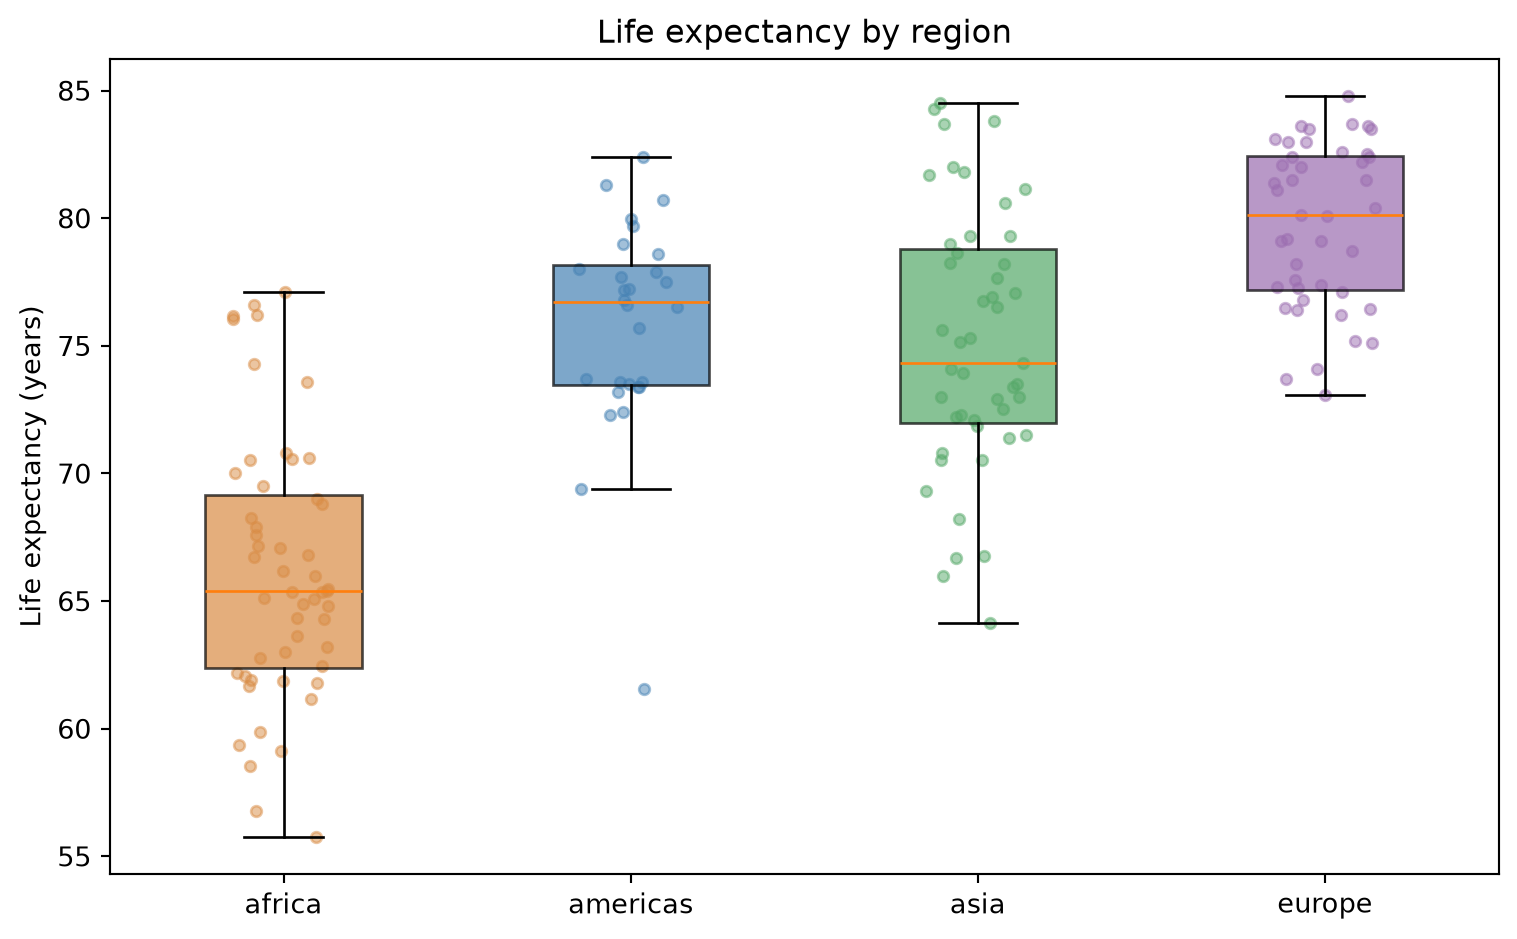 Life expectancy by region
Life expectancy (years)
85
80
75
70
65
60
55
africa
americas
asia
europe